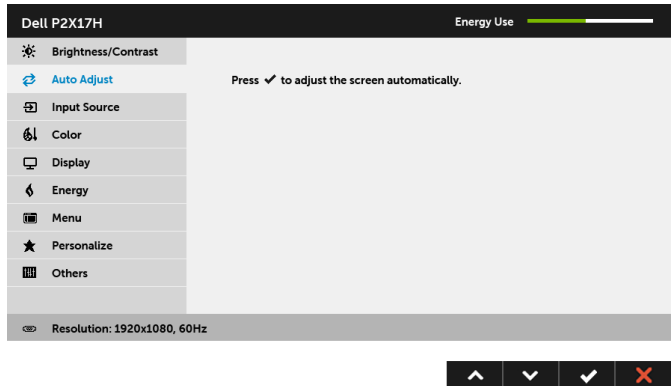 Dell P2X17H
Energy Use
Brightness/Contrast
Auto Adjust
Press ✔ to adjust the screen automatically.
Input Source
Color
Display
Energy
Menu
Personalize
Others
Resolution: 1920x1080, 60Hz